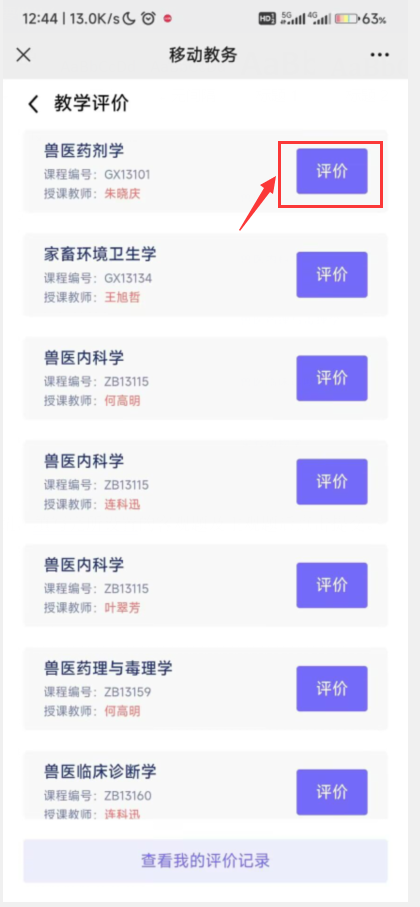 12:44 | 13.0K/s
HD 5G 4G 63%
移动教务
教学评价
兽医药剂学
课程编号：GX13101
授课教师：朱晓庆
评价
家畜环境卫生学
课程编号：GX13134
授课教师：王旭哲
评价
兽医内科学
课程编号：ZB13115
授课教师：何高明
评价
兽医内科学
课程编号：ZB13115
授课教师：连科迅
评价
兽医内科学
课程编号：ZB13115
授课教师：叶翠芳
评价
兽医药理与毒理学
课程编号：ZB13159
授课教师：何高明
评价
兽医临床诊断学
课程编号：ZB13160
授课教师：连科迅
评价
查看我的评价记录